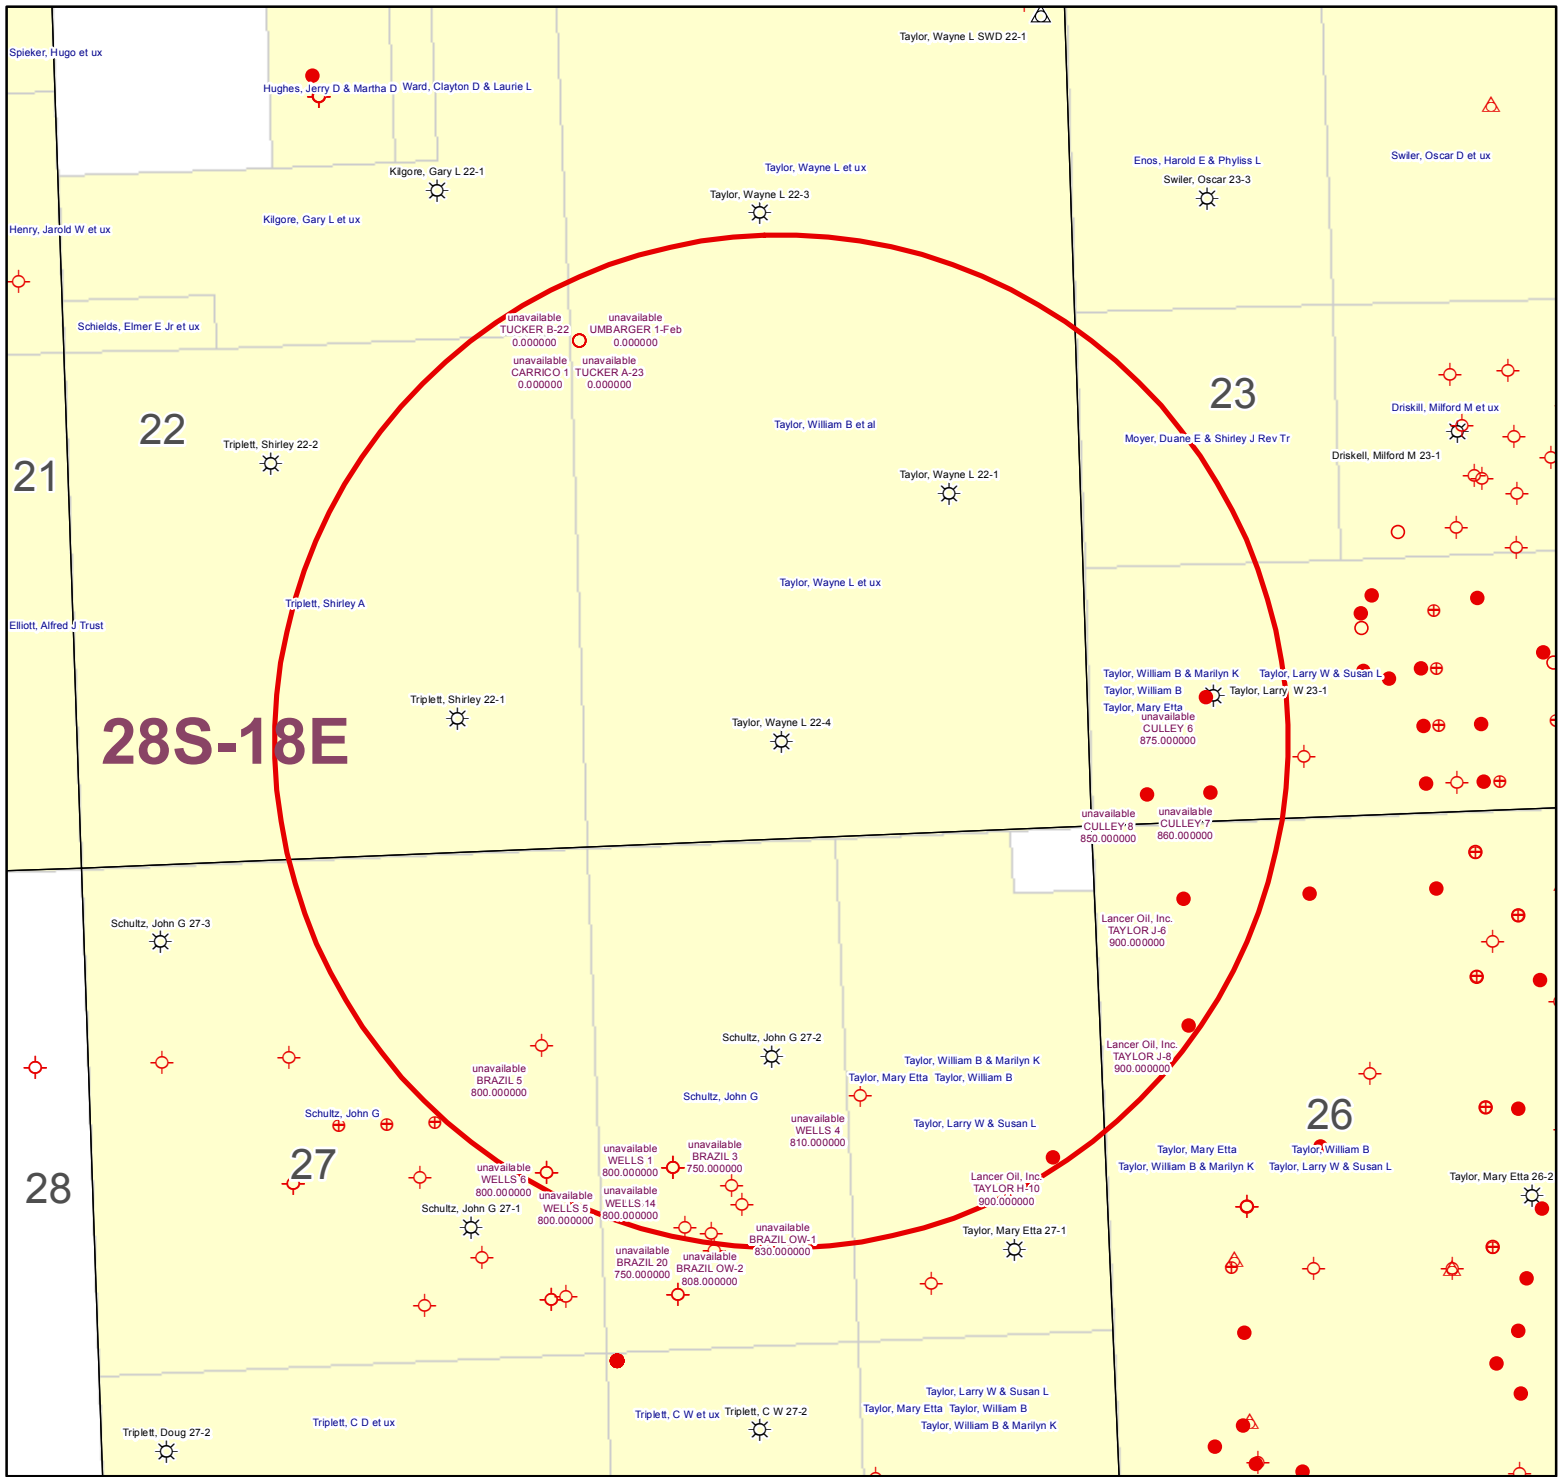 Taylor, Wayne L SWD 22-1
Spieker, Hugo et ux
Hughes, Jerry D & Martha D
Ward, Clayton D & Laurie L
Enos, Harold E & Phyliss L
Swiler, Oscar D et ux
Kilgore, Gary L 22-1
Taylor, Wayne L et ux
Swiler, Oscar 23-3
Taylor, Wayne L 22-3
Henry, Jarold W et ux
Kilgore, Gary L et ux
Schields, Elmer E Jr et ux
unavailable
TUCKER B-22
0.000000
unavailable
UMBARGER 1-Feb
0.000000
unavailable
CARRICO 1
0.000000
unavailable
TUCKER A-23
0.000000
23
22
21
Driskill, Milford M et ux
Taylor, William B et al
Moyer, Duane E & Shirley J Rev Tr
Triplett, Shirley 22-2
Driskell, Milford M 23-1
Taylor, Wayne L 22-1
Taylor, Wayne L et ux
Triplett, Shirley A
Elliott, Alfred J Trust
Taylor, William B & Marilyn K
Taylor, Larry W & Susan L
Taylor, William B
Taylor, Larry W 23-1
Taylor, Mary Etta
unavailable
CULLEY 6
875.000000
Triplett, Shirley 22-1
Taylor, Wayne L 22-4
28S-18E
unavailable
CULLEY 8
850.000000
unavailable
CULLEY 7
860.000000
Schultz, John G 27-3
Lancer Oil, Inc.
TAYLOR J-6
900.000000
Schultz, John G 27-2
Lancer Oil, Inc.
TAYLOR J-8
900.000000
Taylor, William B & Marilyn K
Taylor, Mary Etta
Taylor, William B
unavailable
BRAZIL 5
800.000000
Schultz, John G
Schultz, John G
unavailable
WELLS 4
810.000000
Taylor, Larry W & Susan L
26
27
28
Taylor, Mary Etta
Taylor, William B
Taylor, William B & Marilyn K
Taylor, Larry W & Susan L
Taylor, Mary Etta 26-2
unavailable
WELLS 1
800.000000
unavailable
BRAZIL 3
750.000000
unavailable
WELLS 6
800.000000
unavailable
WELLS 5
800.000000
unavailable
WELLS 14
800.000000
Lancer Oil, Inc.
TAYLOR H-10
900.000000
Schultz, John G 27-1
Taylor, Mary Etta 27-1
unavailable
BRAZIL OW-1
830.000000
unavailable
BRAZIL 20
750.000000
unavailable
BRAZIL OW-2
808.000000
Taylor, Larry W & Susan L
Taylor, Mary Etta
Taylor, William B
Taylor, William B & Marilyn K
Triplett, C D et ux
Triplett, C W et ux
Triplett, C W 27-2
Triplett, Doug 27-2